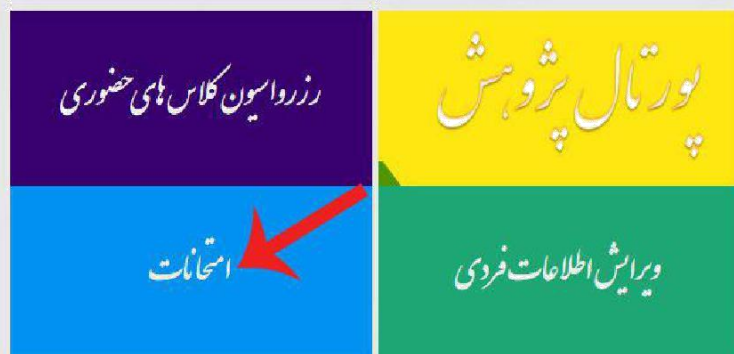 پورتال پژوهش
رزرواسیون کلاس های حضوری
ویرایش اطلاعات فردی
امتحانات